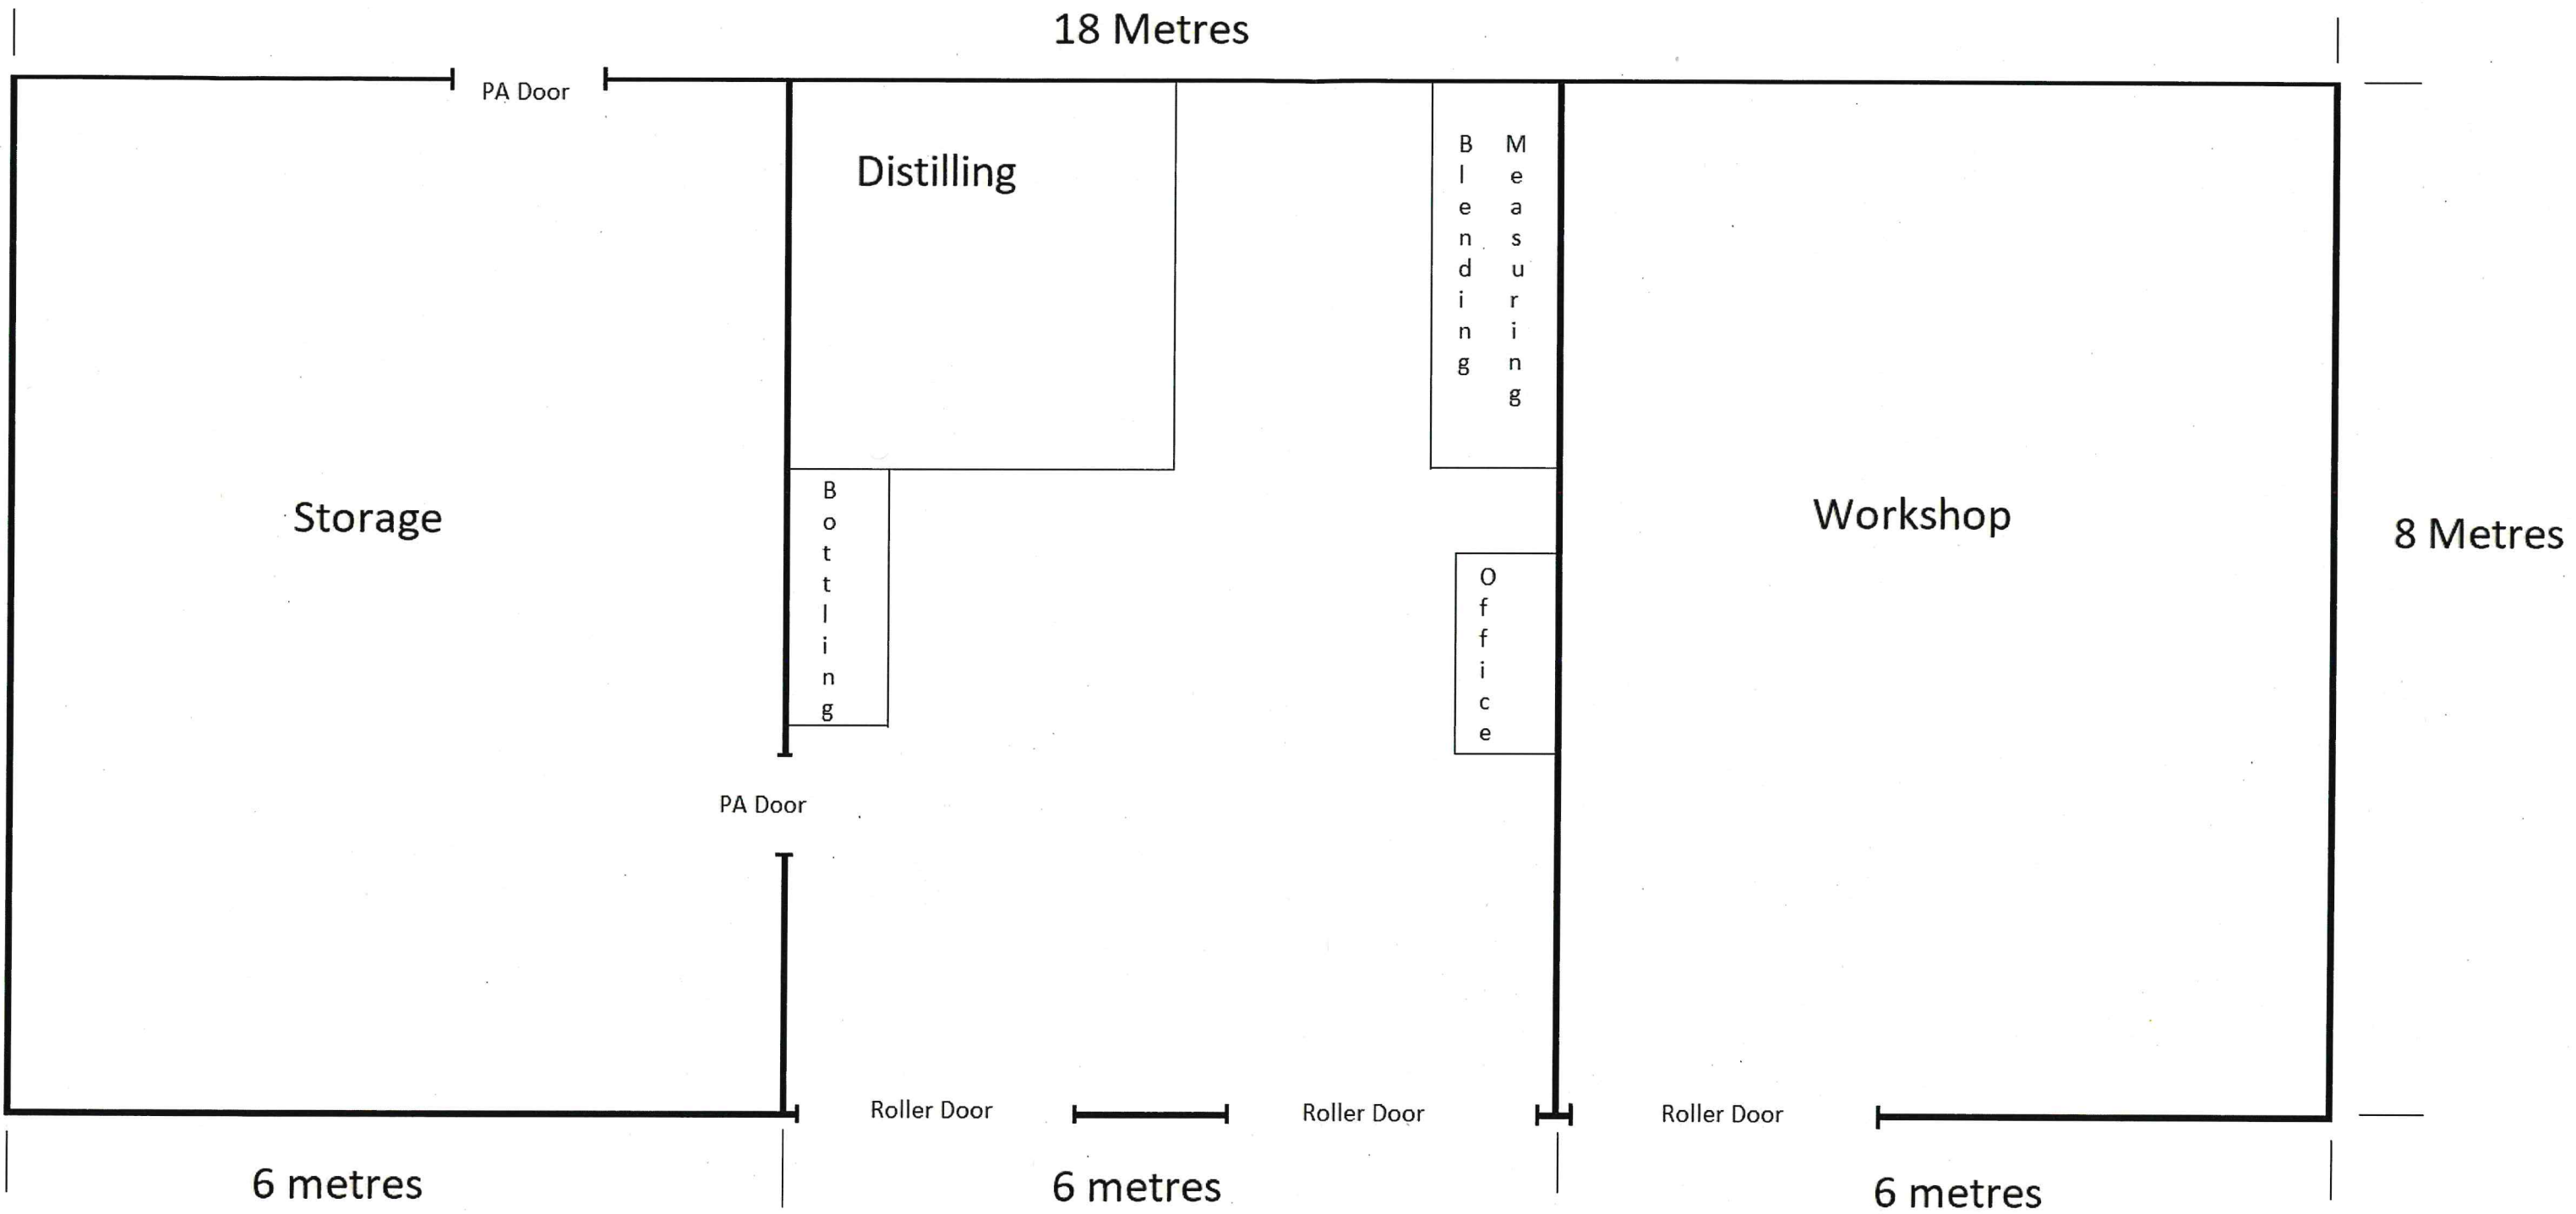 18 Metres
PA Door
Distilling
Blending
Measuring
Storage
Bottling
Office
Workshop
8 Metres
PA Door
Roller Door
Roller Door
Roller Door
6 metres
6 metres
6 metres